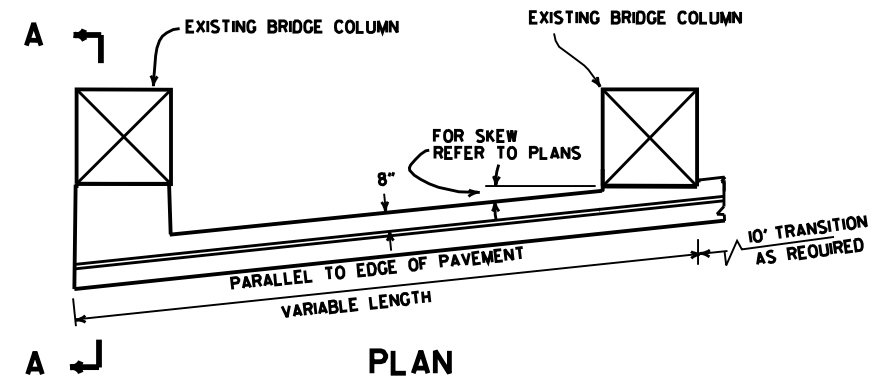 A
EXISTING BRIDGE COLUMN
EXISTING BRIDGE COLUMN
FOR SKEW
REFER TO PLANS
8"
10' TRANSITION
AS REQUIRED
PARALLEL TO EDGE OF PAVEMENT
VARIABLE LENGTH
A
PLAN